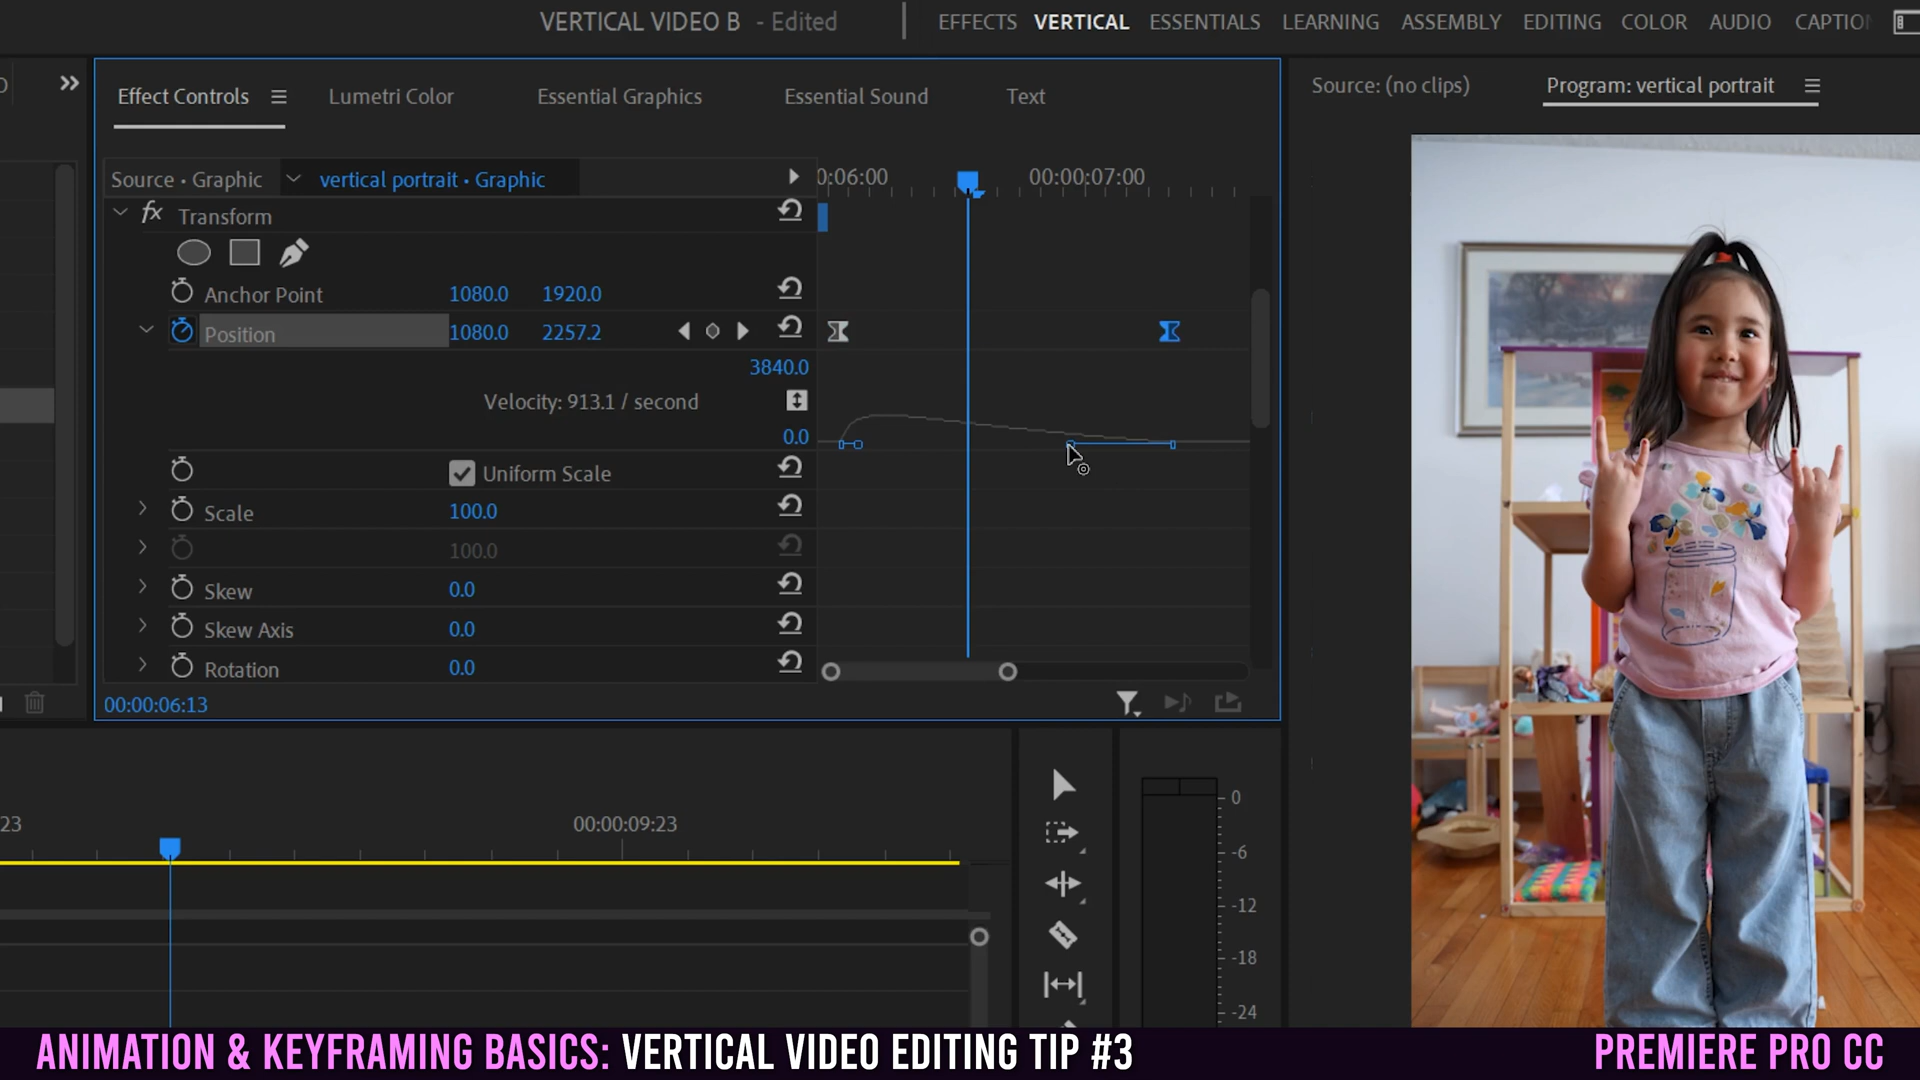 VERTICAL VIDEO B - Edited
EFFECTS VERTICAL ESSENTIALS LEARNING ASSEMBLY EDITING COLOR AUDIO
Effect Controls Lumetri Color Essential Graphics Essential Sound Text
Source: (no clips) Program: vertical portrait
Source • Graphic vertical portrait • Graphic
0:06:00 00:00:07:00
fx Transform
Anchor Point 1080.0 1920.0
Position 1080.0 2257.2
3840.0
Velocity: 913.1 / second
0.0
Uniform Scale
Scale 100.0
100.0
Skew 0.0
Skew Axis 0.0
Rotation 0.0
00:00:06:13
23 00:00:09:23
0
-6
-12
-18
-24
ANIMATION & KEYFRAMING BASICS: VERTICAL VIDEO EDITING TIP #3
PREMIERE PRO CC